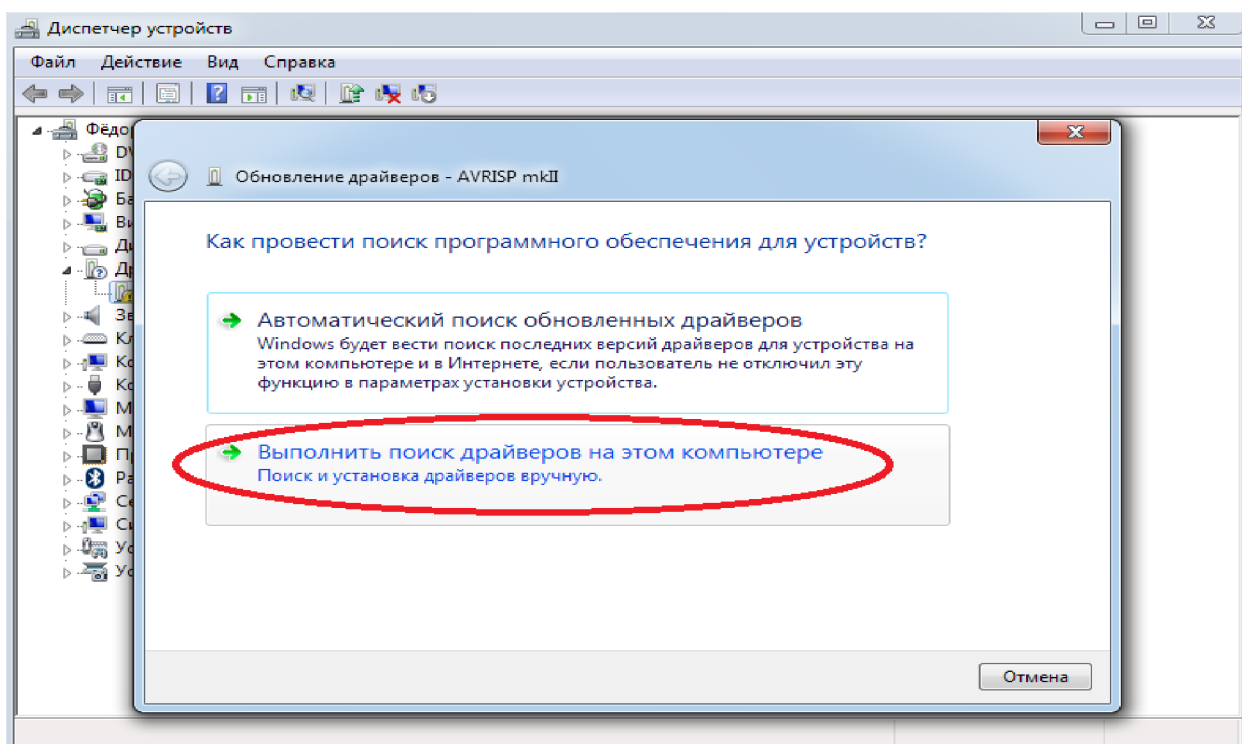 Диспетчер устройств
Файл Действие Вид Справка
Обновление драйверов - AVRISP mkII
Как провести поиск программного обеспечения для устройств?
Автоматический поиск обновленных драйверов
Windows будет вести поиск последних версий драйверов для устройства на
этом компьютере и в Интернете, если пользователь не отключил эту
функцию в параметрах установки устройства.
Выполнить поиск драйверов на этом компьютере
Поиск и установка драйверов вручную.
Отмена